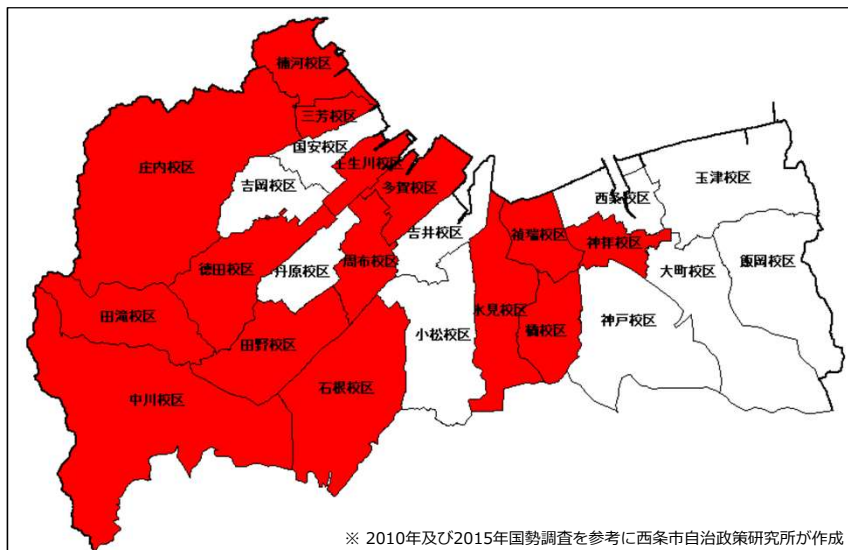 楠河校区
三芳校区
国安校区
壬生川校区
庄内校区
多賀校区
吉岡校区
西条校区
玉津校区
吉井校区
禎瑞校区
神拝校区
周布校区
徳田校区
丹原校区
大町校区
飯岡校区
田滝校区
氷見校区
小松校区
橘校区
神戸校区
田野校区
石根校区
中川校区
※ 2010年及び2015年国勢調査を参考に西条市自治政策研究所が作成